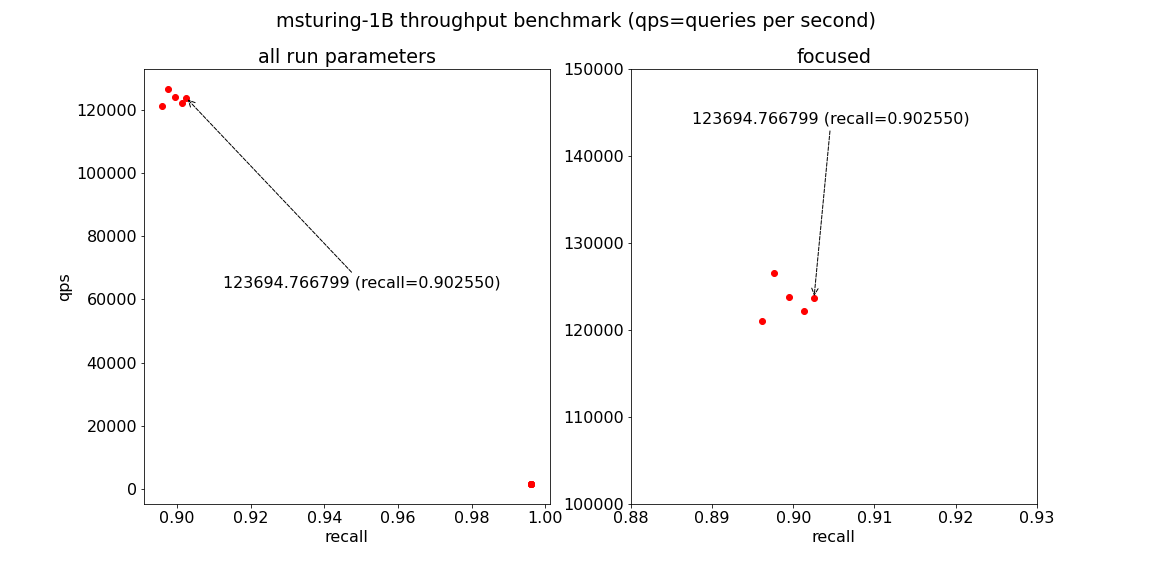 msturing-1B throughput benchmark (qps=queries per second)
all run parameters
120000
100000
80000
60000
40000
20000
0
qps
123694.766799 (recall=0.902550)
0.90 0.92 0.94 0.96 0.98 1.00
recall
focused
150000
140000
130000
120000
110000
100000
123694.766799 (recall=0.902550)
0.88 0.89 0.90 0.91 0.92 0.93
recall